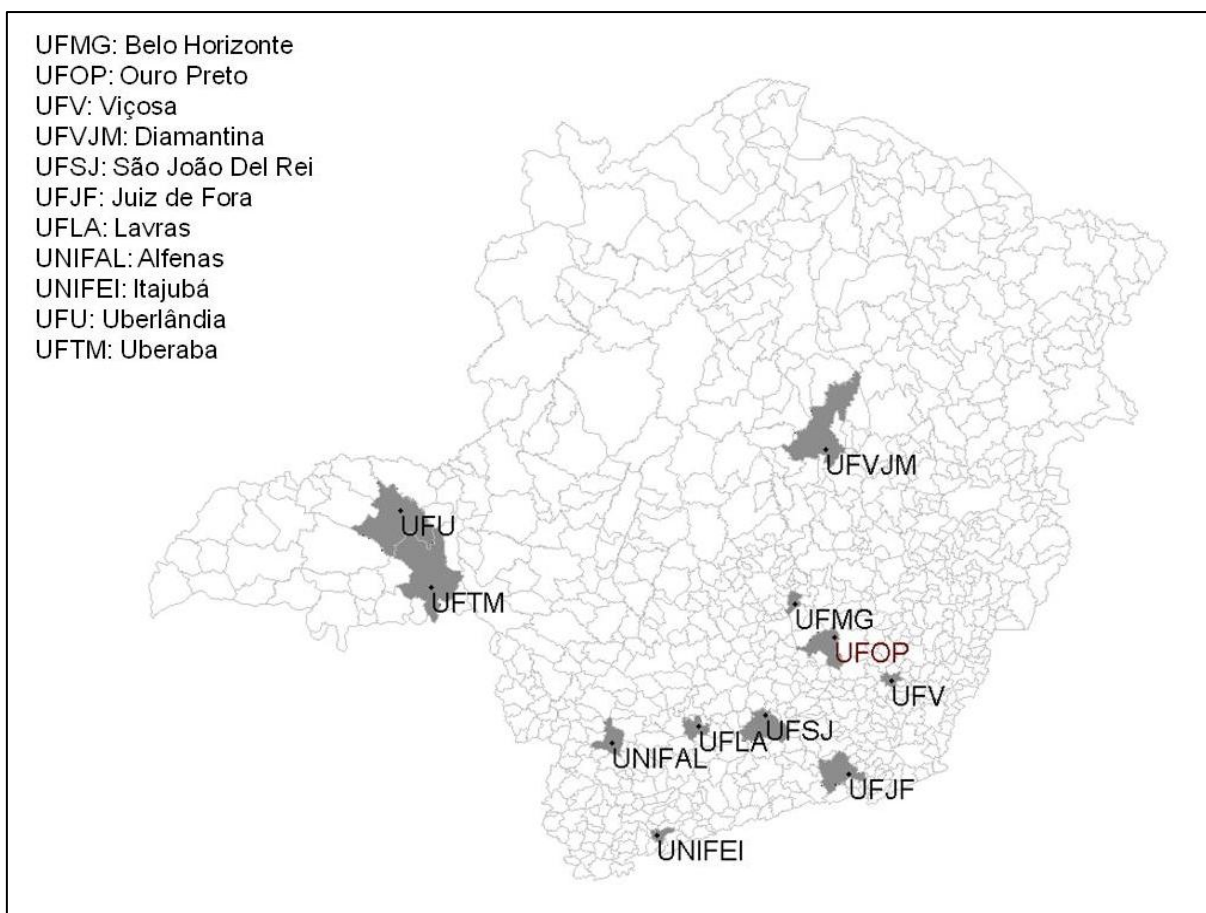 UFMG: Belo Horizonte
UFOP: Ouro Preto
UFV: Viçosa
UFVJM: Diamantina
UFSJ: São João Del Rei
UFJF: Juiz de Fora
UFLA: Lavras
UNIFAL: Alfenas
UNIFEI: Itajubá
UFU: Uberlândia
UFTM: Uberaba
UFVJM
UFU
UFTM
UFMG
UFOP
UFV
UFSJ
UFLA
UNIFAL
UFJF
UNIFEI